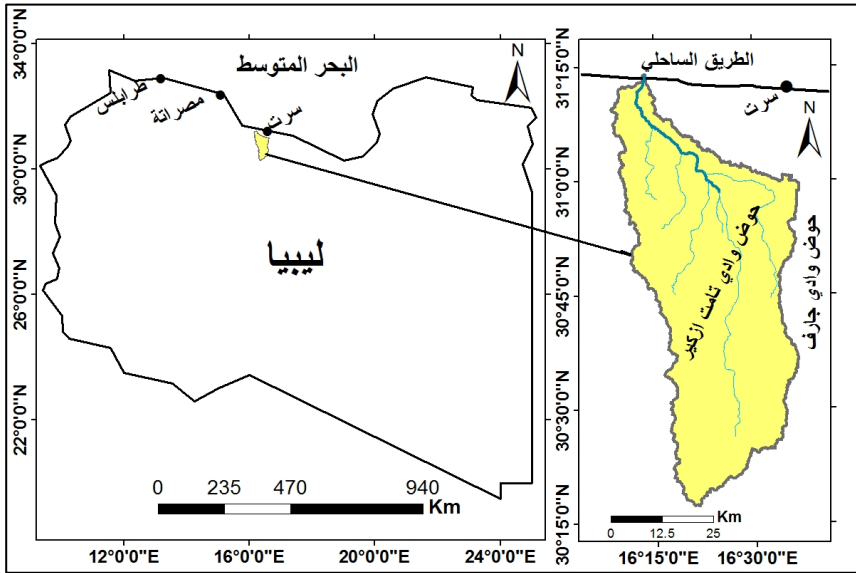 34°0'0"N
30°0'0"N
26°0'0"N
22°0'0"N
البحر المتوسط
N
طرابلس
مصراتة
سرت
ليبيا
0 235 470 940
Km
12°0'0"E 16°0'0"E 20°0'0"E 24°0'0"E
31°15'0"N
31°0'0"N
30°45'0"N
30°30'0"N
30°15'0"N
الطريق الساحلي
سرت
N
حوض وادي تامت ازكير
حوض وادي جارف
Km
0 12.5 25
16°15'0"E 16°30'0"E